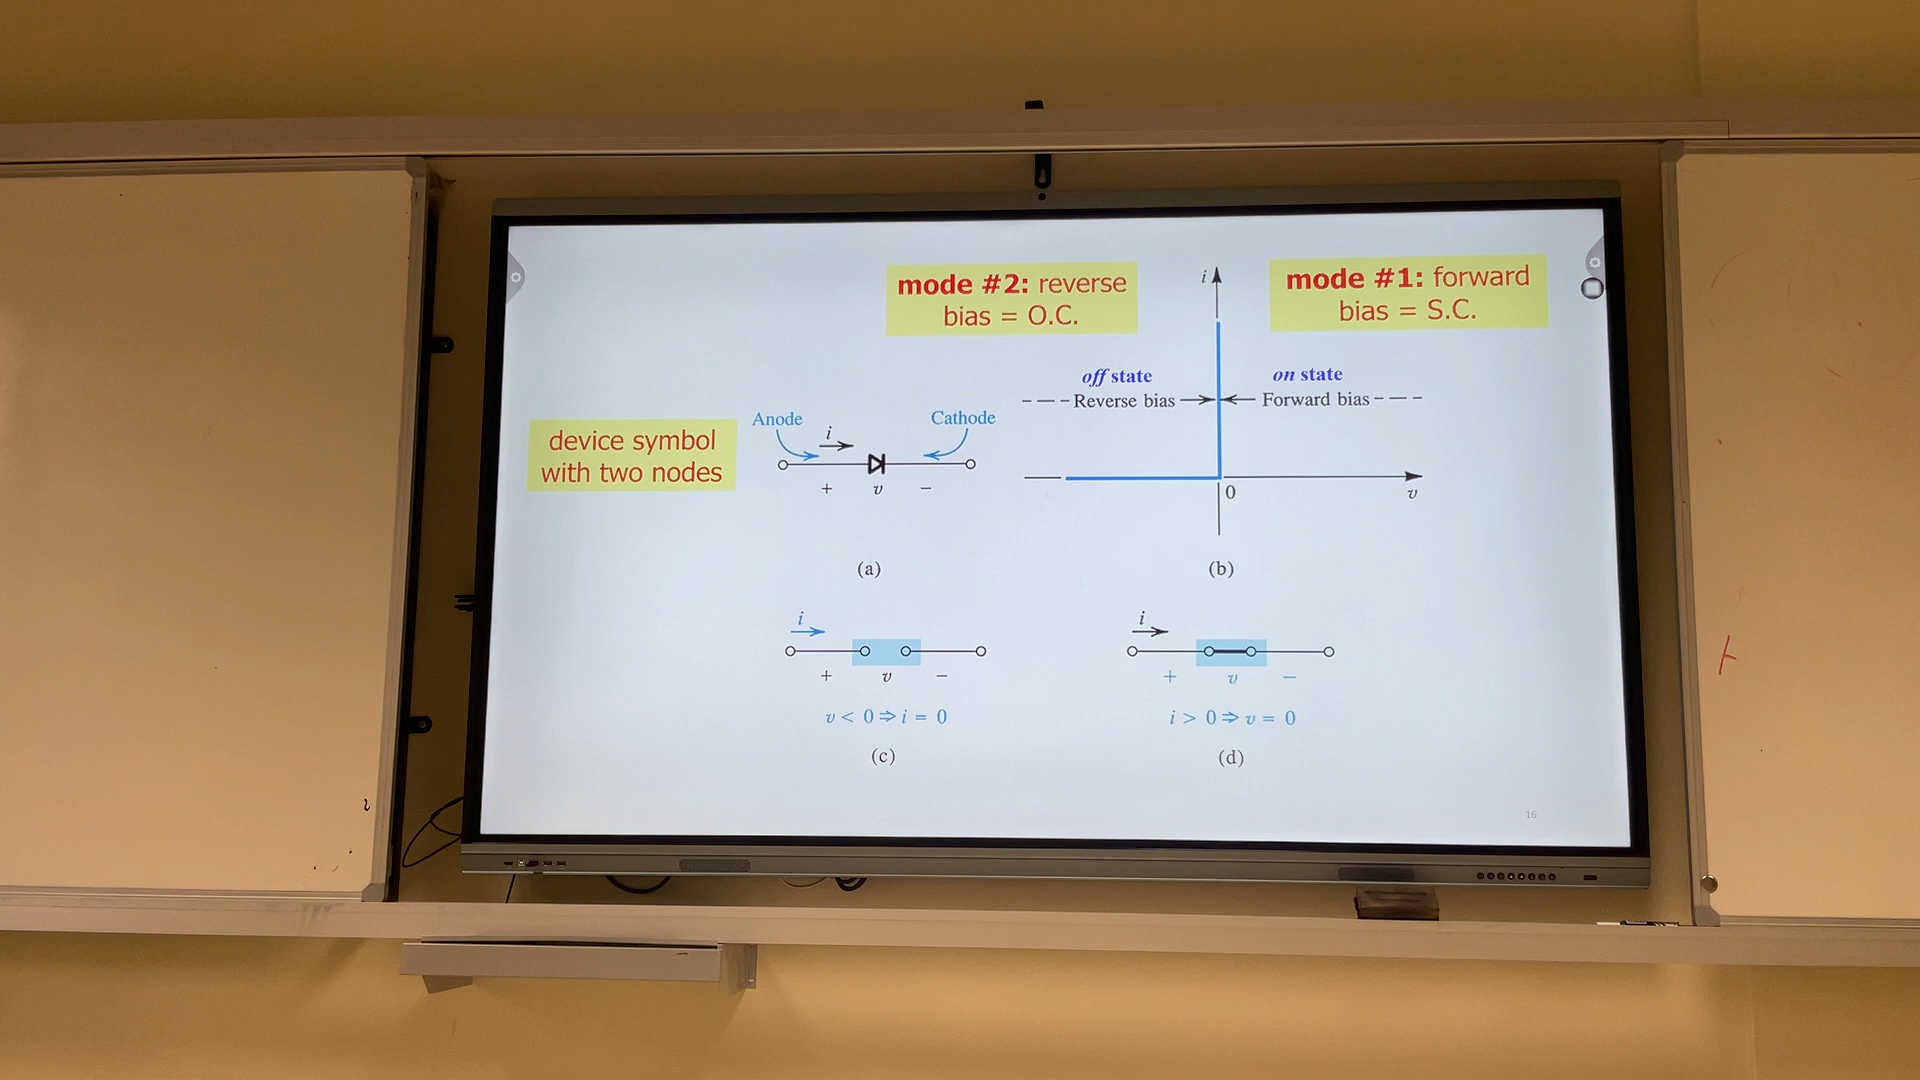 mode #2: reverse
bias = O.C.
i
mode #1: forward
bias = S.C.
off state
on state
Reverse bias
Forward bias
device symbol
with two nodes
Anode
Cathode
i
+ v −
0
v
(a)
(b)
i
+ v −
v < 0 ⇒ i = 0
(c)
i
+ v −
i > 0 ⇒ v = 0
(d)
16